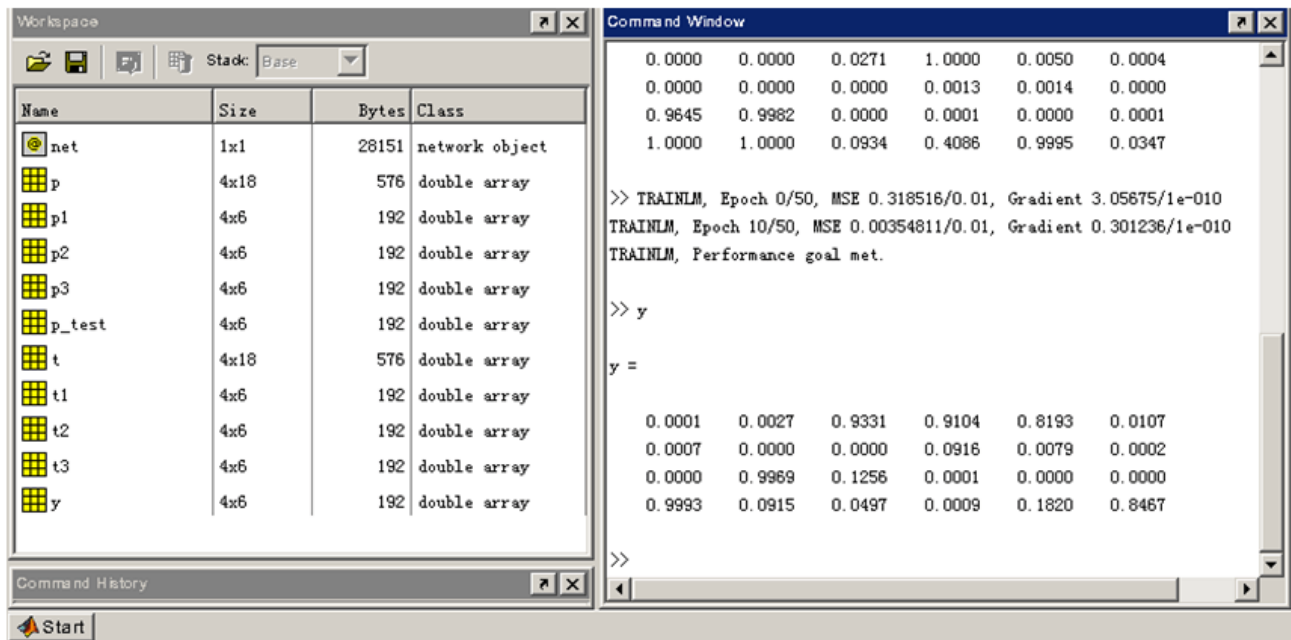 Workspace
Stack: Base
Name Size Bytes Class
net 1x1 28151 network object
p 4x18 576 double array
p1 4x6 192 double array
p2 4x6 192 double array
p3 4x6 192 double array
p_test 4x6 192 double array
t 4x18 576 double array
t1 4x6 192 double array
t2 4x6 192 double array
t3 4x6 192 double array
y 4x6 192 double array
Command History
Start
Command Window
0.0000 0.0000 0.0271 1.0000 0.0050 0.0004
0.0000 0.0000 0.0000 0.0013 0.0014 0.0000
0.9645 0.9982 0.0000 0.0001 0.0000 0.0001
1.0000 1.0000 0.0934 0.4086 0.9995 0.0347
>> TRAINLM, Epoch 0/50, MSE 0.318516/0.01, Gradient 3.05675/1e-010
TRAINLM, Epoch 10/50, MSE 0.00354811/0.01, Gradient 0.301236/1e-010
TRAINLM, Performance goal met.
>> y
y =
0.0001 0.0027 0.9331 0.9104 0.8193 0.0107
0.0007 0.0000 0.0000 0.0916 0.0079 0.0002
0.0000 0.9969 0.1256 0.0001 0.0000 0.0000
0.9993 0.0915 0.0497 0.0009 0.1820 0.8467
>>